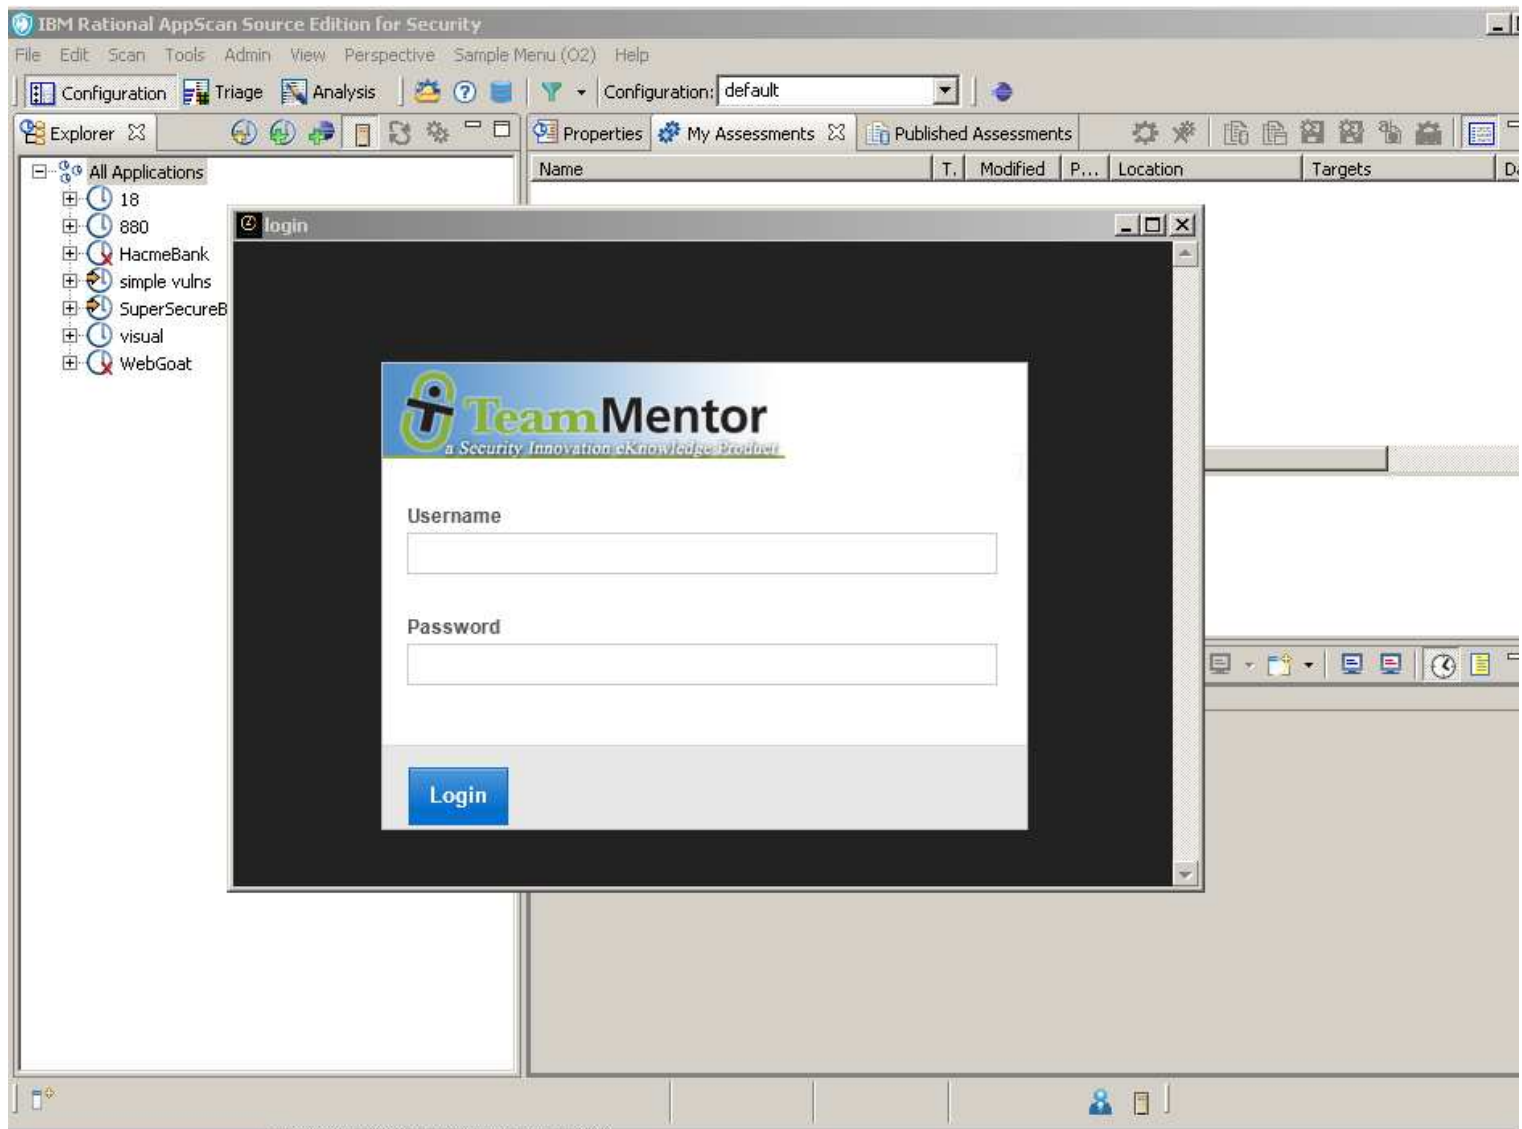 IBM Rational AppScan Source Edition for Security
File Edit Scan Tools Admin View Perspective Sample Menu (O2) Help
Configuration Triage Analysis Configuration: default
Explorer Properties My Assessments Published Assessments
Name T. Modified P... Location Targets
All Applications
18
880
HacmeBank
simple vulns
SuperSecureB
visual
WebGoat
login
TeamMentor
a Security Innovation eKnowledge Product
Username
Password
Login